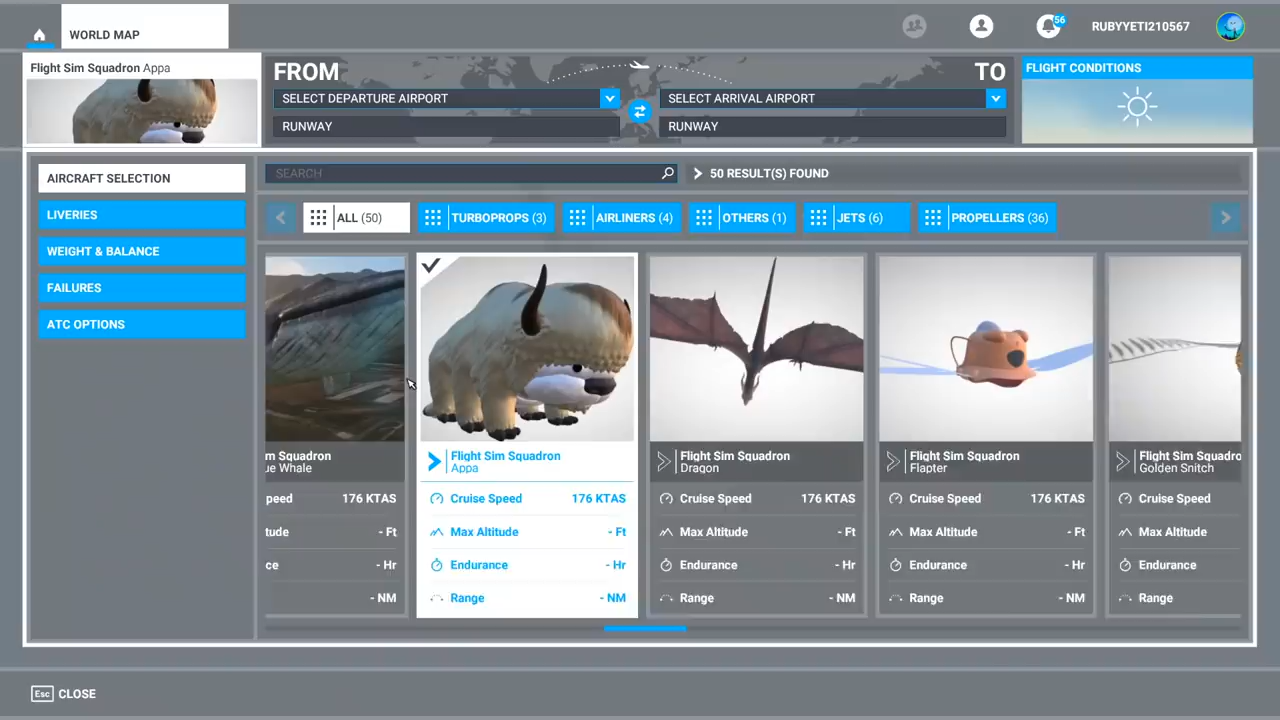 WORLD MAP
56
RUBYYETI210567
Flight Sim Squadron Appa
FROM
TO
SELECT DEPARTURE AIRPORT
SELECT ARRIVAL AIRPORT
RUNWAY
RUNWAY
FLIGHT CONDITIONS
AIRCRAFT SELECTION
LIVERIES
WEIGHT & BALANCE
FAILURES
ATC OPTIONS
SEARCH
50 RESULT(S) FOUND
ALL (50)
TURBOPROPS (3)
AIRLINERS (4)
OTHERS (1)
JETS (6)
PROPELLERS (36)
m Squadron
ue Whale
peed 176 KTAS
tude - Ft
ce - Hr
- NM
Flight Sim Squadron
Appa
Cruise Speed 176 KTAS
Max Altitude - Ft
Endurance - Hr
Range - NM
Flight Sim Squadron
Dragon
Cruise Speed 176 KTAS
Max Altitude - Ft
Endurance - Hr
Range - NM
Flight Sim Squadron
Flapter
Cruise Speed 176 KTAS
Max Altitude - Ft
Endurance - Hr
Range - NM
Flight Sim Squadro
Golden Snitch
Cruise Speed
Max Altitude
Endurance
Range
Esc CLOSE